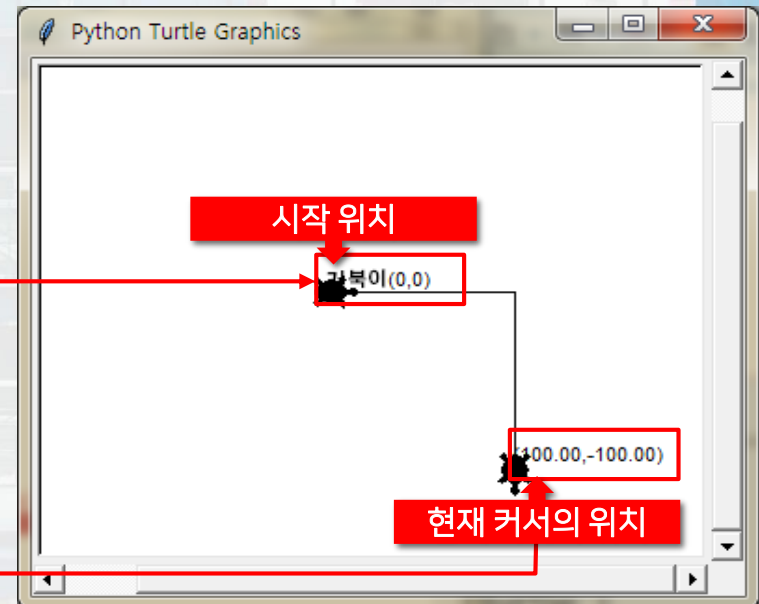 Python Turtle Graphics
시작 위치
거북이(0,0)
(100.00,-100.00)
현재 커서의 위치